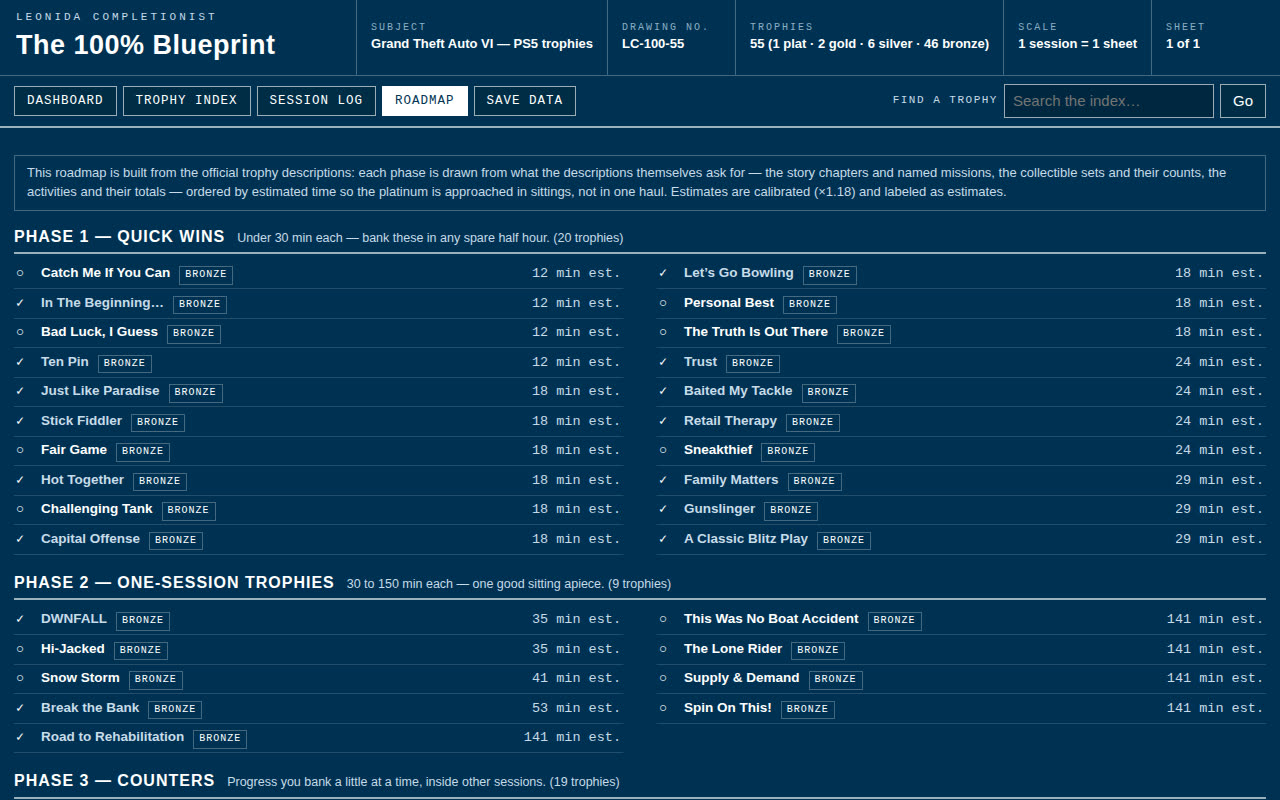 LEONIDA COMPLETIONIST
The 100% Blueprint
SUBJECT
Grand Theft Auto VI — PS5 trophies
DRAWING NO.
LC-100-55
TROPHIES
55 (1 plat · 2 gold · 6 silver · 46 bronze)
SCALE
1 session = 1 sheet
SHEET
1 of 1
DASHBOARD
TROPHY INDEX
SESSION LOG
ROADMAP
SAVE DATA
FIND A TROPHY
Search the index…
Go
This roadmap is built from the official trophy descriptions: each phase is drawn from what the descriptions themselves ask for — the story chapters and named missions, the collectible sets and their counts, the
activities and their totals — ordered by estimated time so the platinum is approached in sittings, not in one haul. Estimates are calibrated (×1.18) and labeled as estimates.
PHASE 1 — QUICK WINS Under 30 min each — bank these in any spare half hour. (20 trophies)
○ Catch Me If You Can BRONZE 12 min est.
✓ In The Beginning… BRONZE 12 min est.
○ Bad Luck, I Guess BRONZE 12 min est.
✓ Ten Pin BRONZE 12 min est.
✓ Just Like Paradise BRONZE 18 min est.
✓ Stick Fiddler BRONZE 18 min est.
○ Fair Game BRONZE 18 min est.
✓ Hot Together BRONZE 18 min est.
○ Challenging Tank BRONZE 18 min est.
✓ Capital Offense BRONZE 18 min est.
✓ Let's Go Bowling BRONZE 18 min est.
○ Personal Best BRONZE 18 min est.
○ The Truth Is Out There BRONZE 18 min est.
✓ Trust BRONZE 24 min est.
✓ Baited My Tackle BRONZE 24 min est.
✓ Retail Therapy BRONZE 24 min est.
○ Sneakthief BRONZE 24 min est.
✓ Family Matters BRONZE 29 min est.
✓ Gunslinger BRONZE 29 min est.
✓ A Classic Blitz Play BRONZE 29 min est.
PHASE 2 — ONE-SESSION TROPHIES 30 to 150 min each — one good sitting apiece. (9 trophies)
✓ DWNFALL BRONZE 35 min est.
○ Hi-Jacked BRONZE 35 min est.
○ Snow Storm BRONZE 41 min est.
✓ Break the Bank BRONZE 53 min est.
✓ Road to Rehabilitation BRONZE 141 min est.
○ This Was No Boat Accident BRONZE 141 min est.
○ The Lone Rider BRONZE 141 min est.
○ Supply & Demand BRONZE 141 min est.
○ Spin On This! BRONZE 141 min est.
PHASE 3 — COUNTERS Progress you bank a little at a time, inside other sessions. (19 trophies)